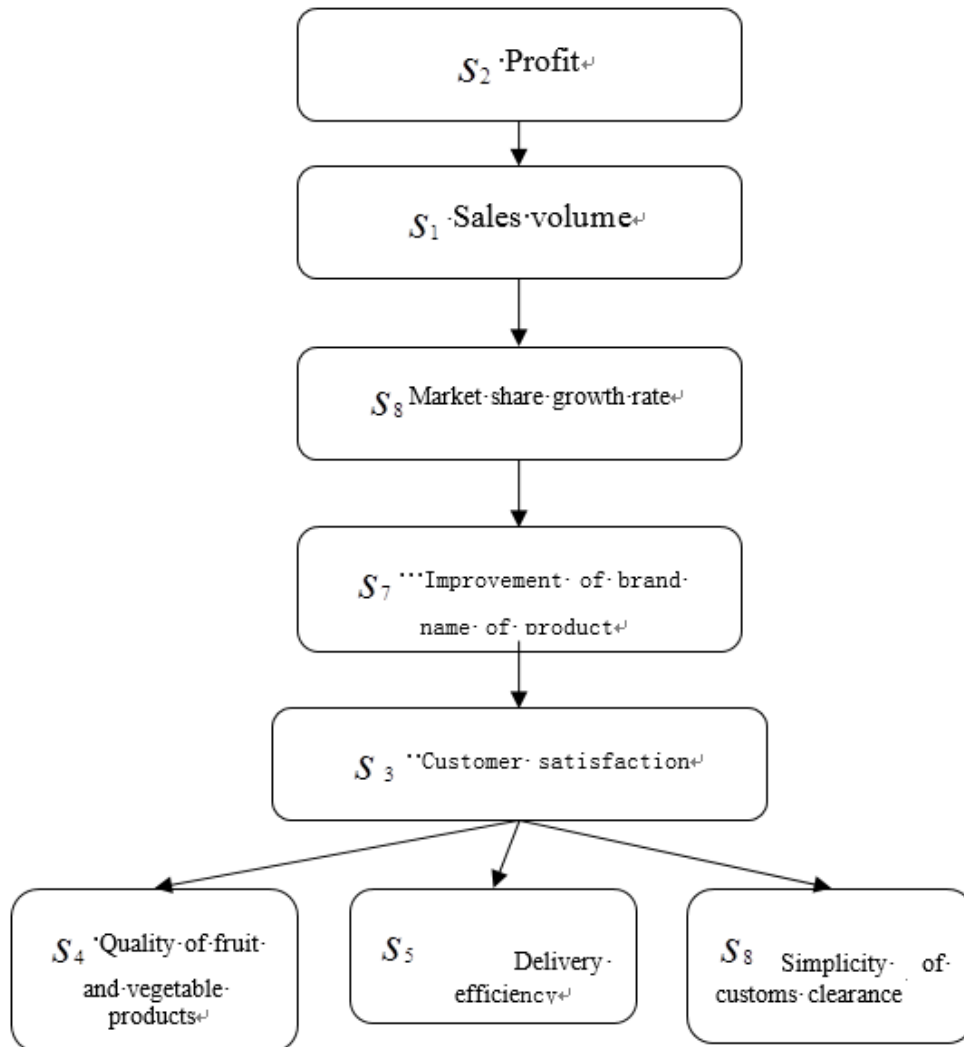 S2 Profit
S1 Sales volume
S8 Market share growth rate
S7 Improvement of brand
name of product
S3 Customer satisfaction
S4 Quality of fruit
and vegetable
products
S5 Delivery
efficiency
S8 Simplicity of
customs clearance